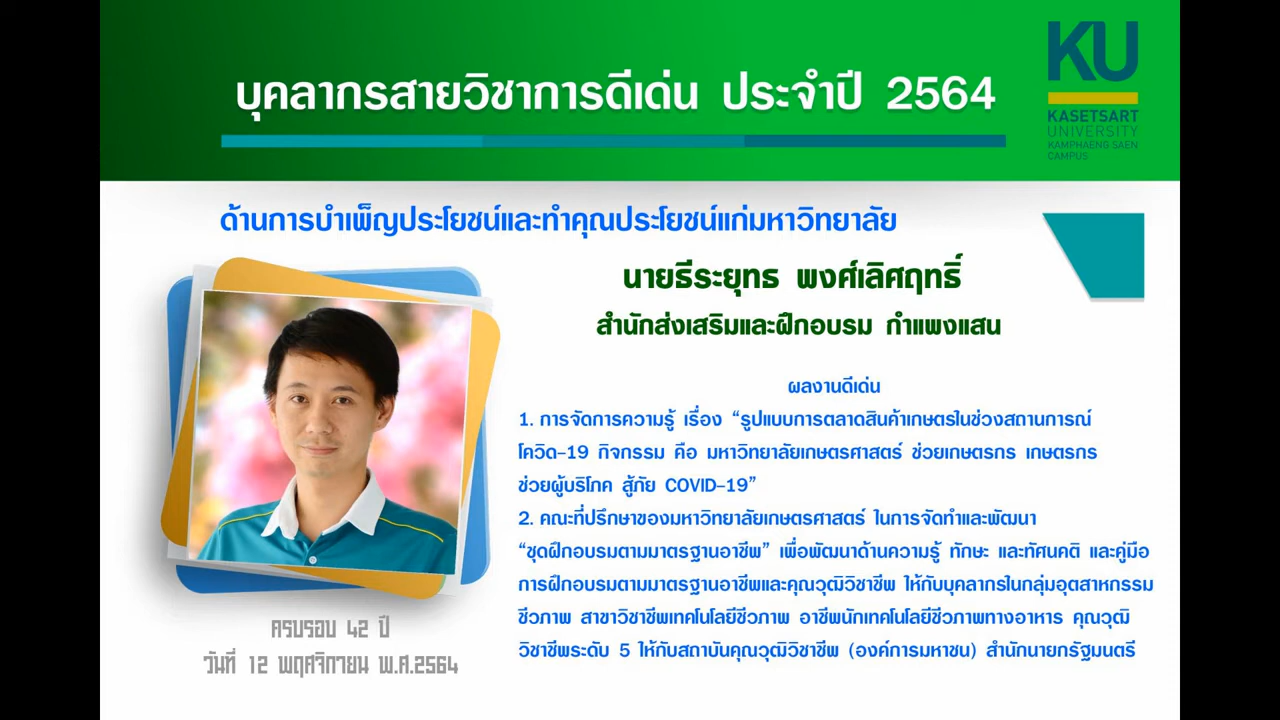 บุคลากรสายวิชาการดีเด่น ประจำปี 2564
KU
KASETSART
UNIVERSITY
KAMPHAENG SAEN
CAMPUS
ด้านการบำเพ็ญประโยชน์และทำคุณประโยชน์แก่มหาวิทยาลัย
นายธีระยุทธ พงศ์เลิศฤทธิ์
สำนักส่งเสริมและฝึกอบรม กำแพงแสน
ผลงานดีเด่น
1. การจัดการความรู้ เรื่อง “รูปแบบการตลาดสินค้าเกษตรในช่วงสถานการณ์
โควิด-19 กิจกรรม คือ มหาวิทยาลัยเกษตรศาสตร์ ช่วยเกษตรกร เกษตรกร
ช่วยผู้บริโภค สู้ภัย COVID-19”
2. คณะที่ปรึกษาของมหาวิทยาลัยเกษตรศาสตร์ ในการจัดทำและพัฒนา
“ชุดฝึกอบรมตามมาตรฐานอาชีพ” เพื่อพัฒนาด้านความรู้ ทักษะ และทัศนคติ และคู่มือ
การฝึกอบรมตามมาตรฐานอาชีพและคุณวุฒิวิชาชีพ ให้กับบุคลากรในกลุ่มอุตสาหกรรม
ชีวภาพ สาขาวิชาชีพเทคโนโลยีชีวภาพ อาชีพนักเทคโนโลยีชีวภาพทางอาหาร คุณวุฒิ
วิชาชีพระดับ 5 ให้กับสถาบันคุณวุฒิวิชาชีพ (องค์การมหาชน) สำนักนายกรัฐมนตรี
ครบรอบ 42 ปี
วันที่ 12 พฤศจิกายน พ.ศ.2564